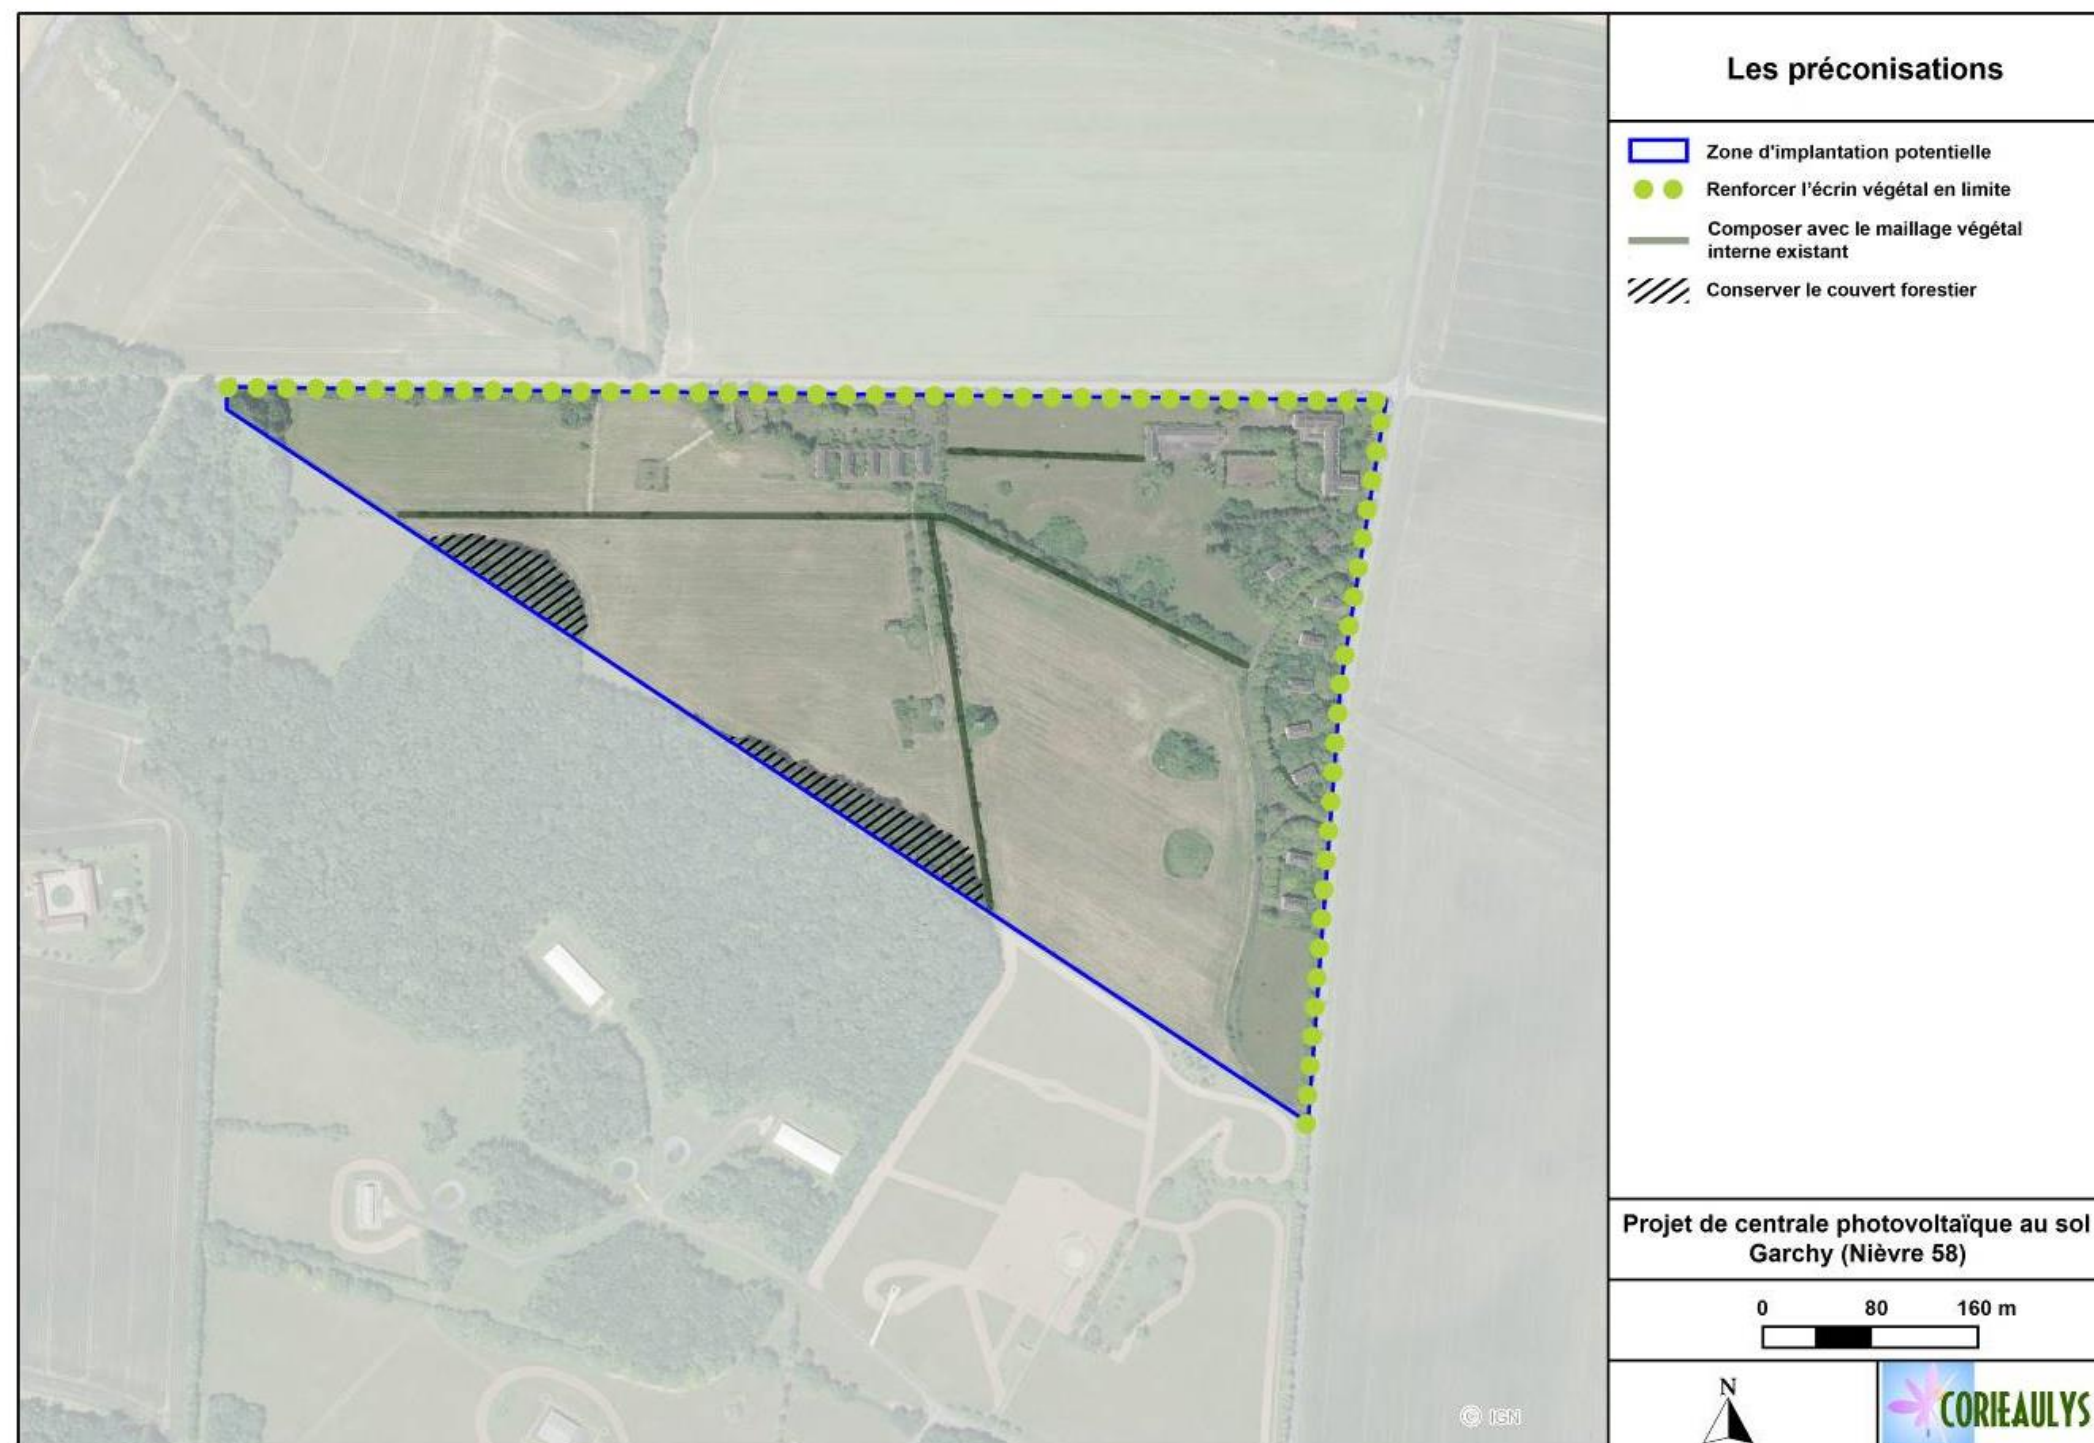 Les préconisations
Zone d'implantation potentielle
Renforcer l'écrin végétal en limite
Composer avec le maillage végétal
interne existant
Conserver le couvert forestier
Projet de centrale photovoltaïque au sol
Garchy (Nièvre 58)
0 80 160 m
N
CORIEAULYS
© IGN